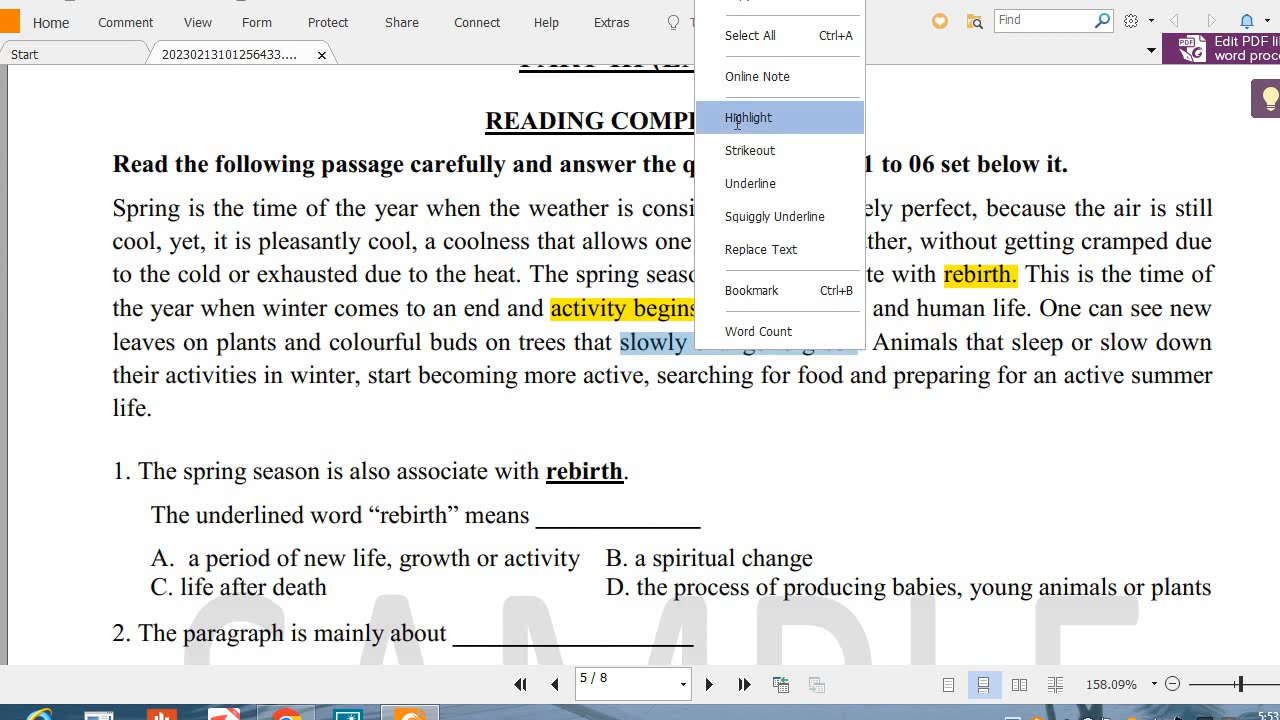 Home Comment View Form Protect Share Connect Help Extras
Find
Start 20230213101256433....
Edit PDF
word
Select All Ctrl+A
Online Note
Highlight
Strikeout
Underline
Squiggly Underline
Replace Text
Bookmark Ctrl+B
Word Count
READING
Read the following passage carefully and answer the 1 to 06 set below it.
Spring is the time of the year when the weather is perfect, because the air is still
cool, yet, it is pleasantly cool, a coolness that allows one without getting cramped due
to the cold or exhausted due to the heat. The spring with rebirth. This is the time of
the year when winter comes to an end and activity begins and human life. One can see new
leaves on plants and colourful buds on trees that slowly Animals that sleep or slow down
their activities in winter, start becoming more active, searching for food and preparing for an active summer
life.
1. The spring season is also associate with rebirth.
The underlined word “rebirth” means ____________
A. a period of new life, growth or activity B. a spiritual change
C. life after death D. the process of producing babies, young animals or plants
2. The paragraph is mainly about __________________
SAMPLE
5 / 8
158.09%
5:53